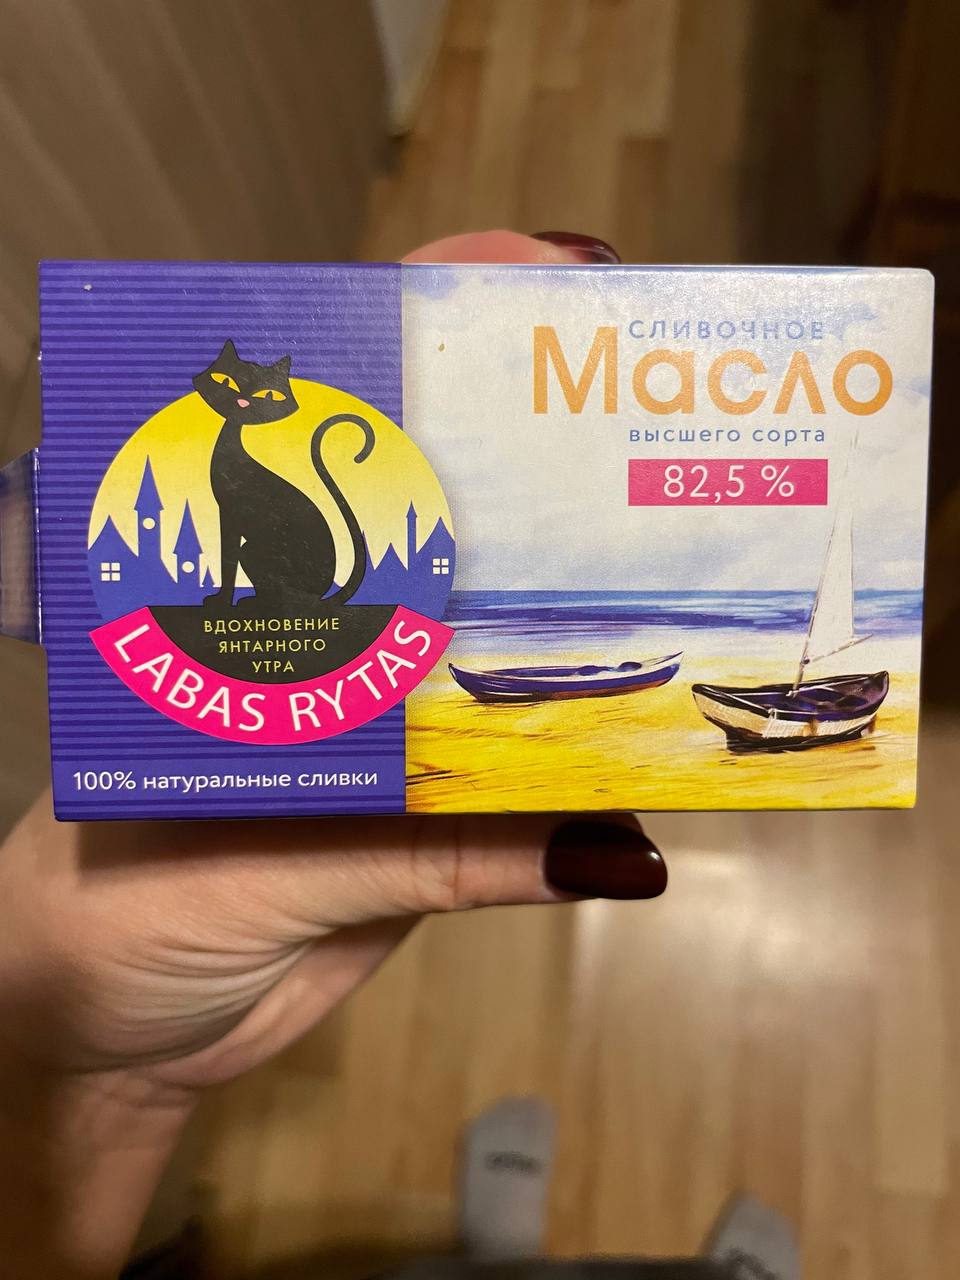 СЛИВОЧНОЕ
Масло
высшего сорта
82,5 %
ВДОХНОВЕНИЕ
ЯНТАРНОГО
УТРА
LABAS RYTAS
100% натуральные сливки